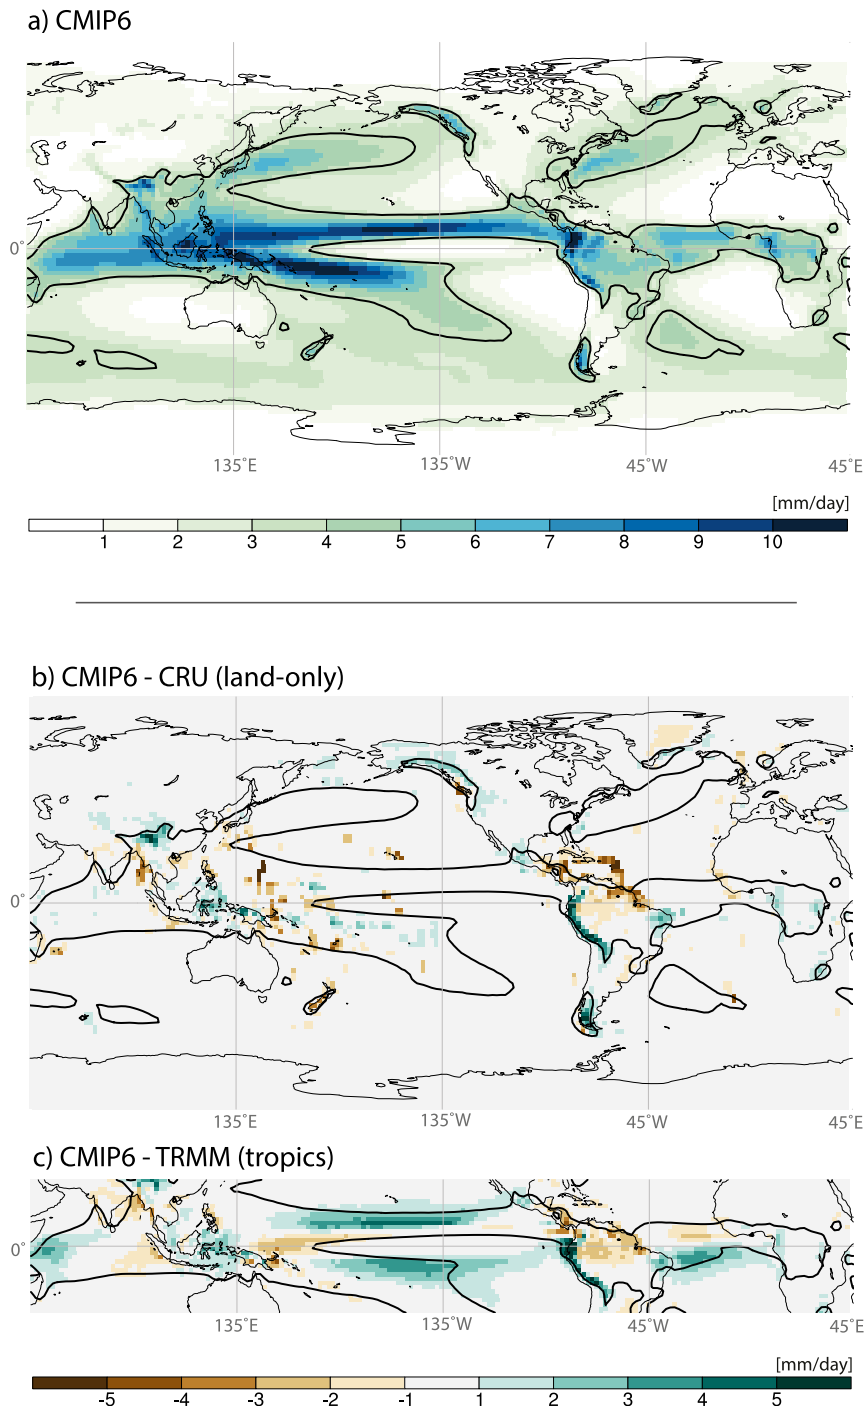 a) CMIP6
0°
135°E 135°W 45°W 45°E
[mm/day]
1 2 3 4 5 6 7 8 9 10
b) CMIP6 - CRU (land-only)
0°
135°E 135°W 45°W 45°E
c) CMIP6 - TRMM (tropics)
0°
135°E 135°W 45°W 45°E
[mm/day]
-5 -4 -3 -2 -1 1 2 3 4 5